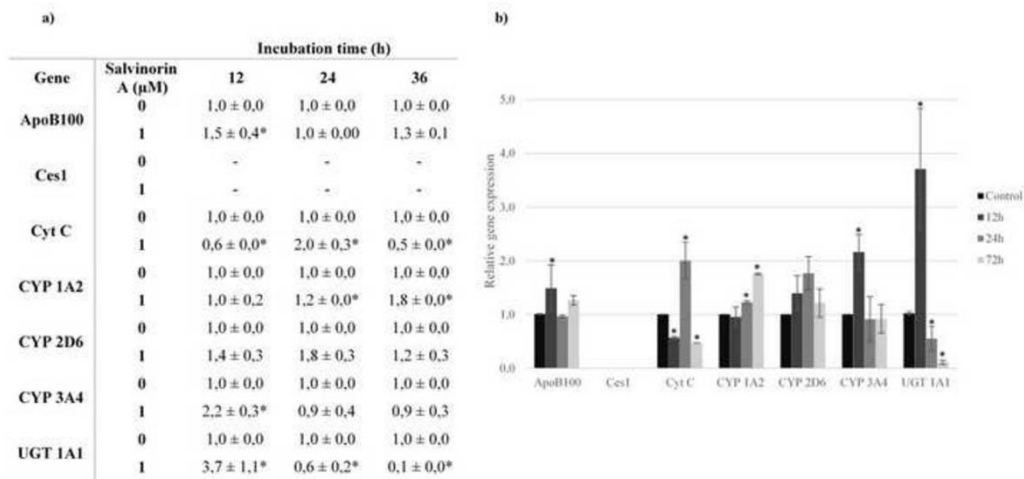 a)
Incubation time (h)
Gene Salvinorin A (µM) 12 24 36
ApoB100
0 1,0 ± 0,0 1,0 ± 0,0 1,0 ± 0,0
1 1,5 ± 0,4* 1,0 ± 0,00 1,3 ± 0,1
Ces1
0 - - -
1 - - -
Cyt C
0 1,0 ± 0,0 1,0 ± 0,0 1,0 ± 0,0
1 0,6 ± 0,0* 2,0 ± 0,3* 0,5 ± 0,0*
CYP 1A2
0 1,0 ± 0,0 1,0 ± 0,0 1,0 ± 0,0
1 1,0 ± 0,2 1,2 ± 0,0* 1,8 ± 0,0*
CYP 2D6
0 1,0 ± 0,0 1,0 ± 0,0 1,0 ± 0,0
1 1,4 ± 0,3 1,8 ± 0,3 1,2 ± 0,3
CYP 3A4
0 1,0 ± 0,0 1,0 ± 0,0 1,0 ± 0,0
1 2,2 ± 0,3* 0,9 ± 0,4 0,9 ± 0,3
UGT 1A1
0 1,0 ± 0,0 1,0 ± 0,0 1,0 ± 0,0
1 3,7 ± 1,1* 0,6 ± 0,2* 0,1 ± 0,0*
b)
Relative gene expression
5,0
4,0
3,0
2,0
1,0
0,0
* * * * * * * * * *
ApoB100 Ces1 Cyt C CYP 1A2 CYP 2D6 CYP 3A4 UGT 1A1
Control
12h
24h
72h